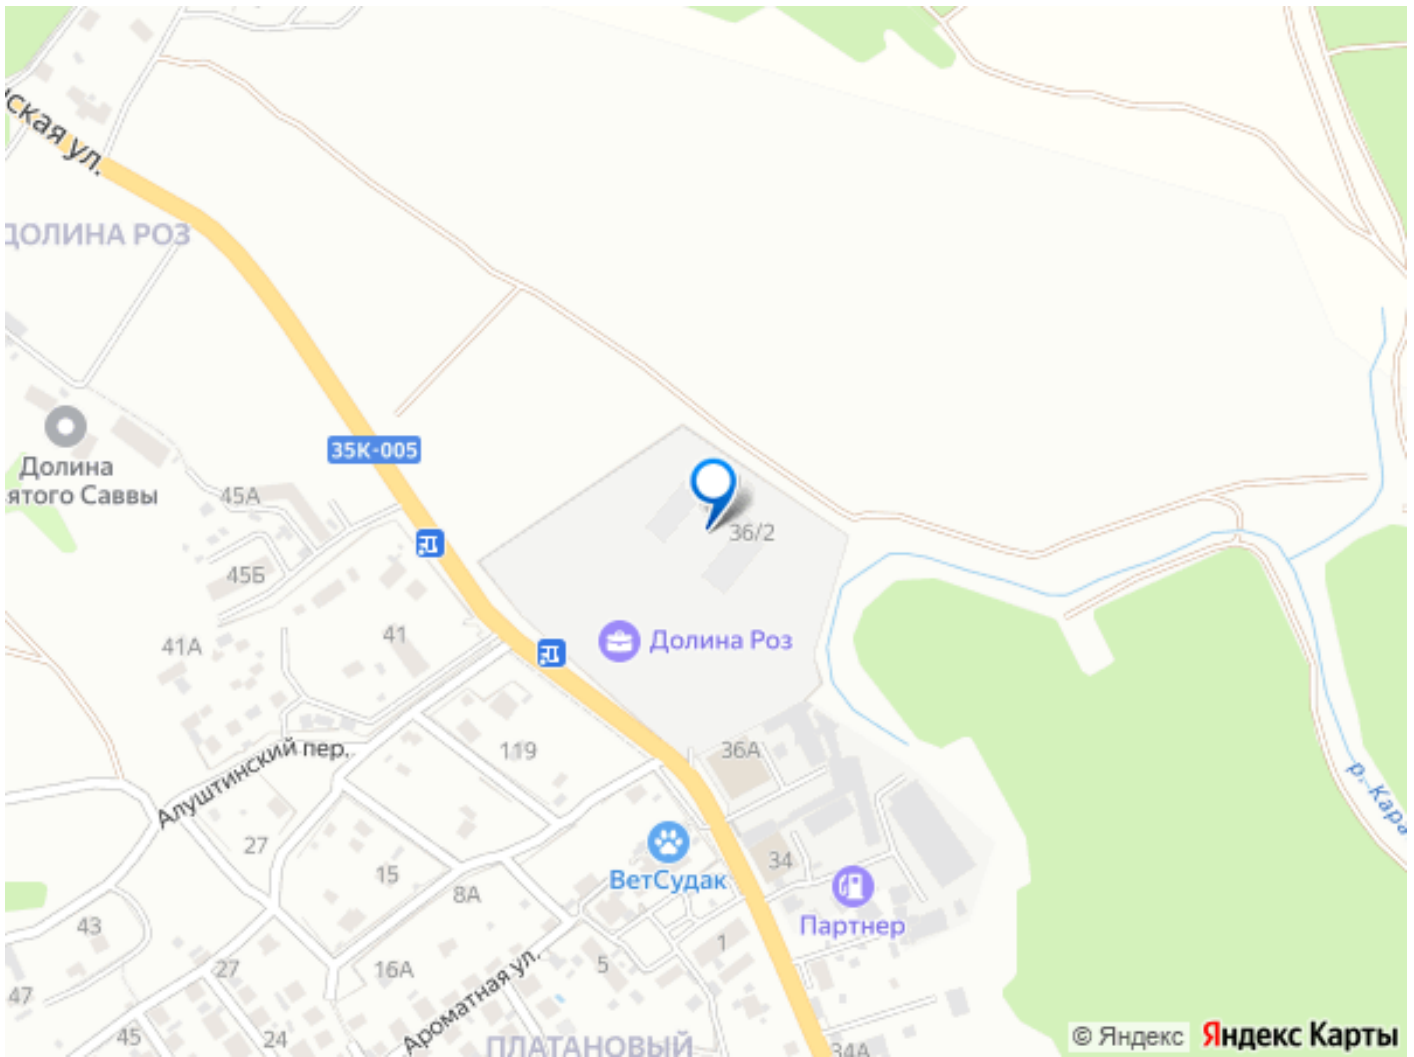 ская ул.
ДОЛИНА РОЗ
35К-005
Долина
ятого Саввы
45А
45Б
36/2
41А
41
Долина Роз
119
36А
Алуштинский пер.
27
15
8А
ВетСудак
34
Партнер
р. Кара
43
27
16А
Ароматная ул.
5
1
47
45
24
ПЛАТАНОВЫЙ
34А
© Яндекс
Яндекс Карты